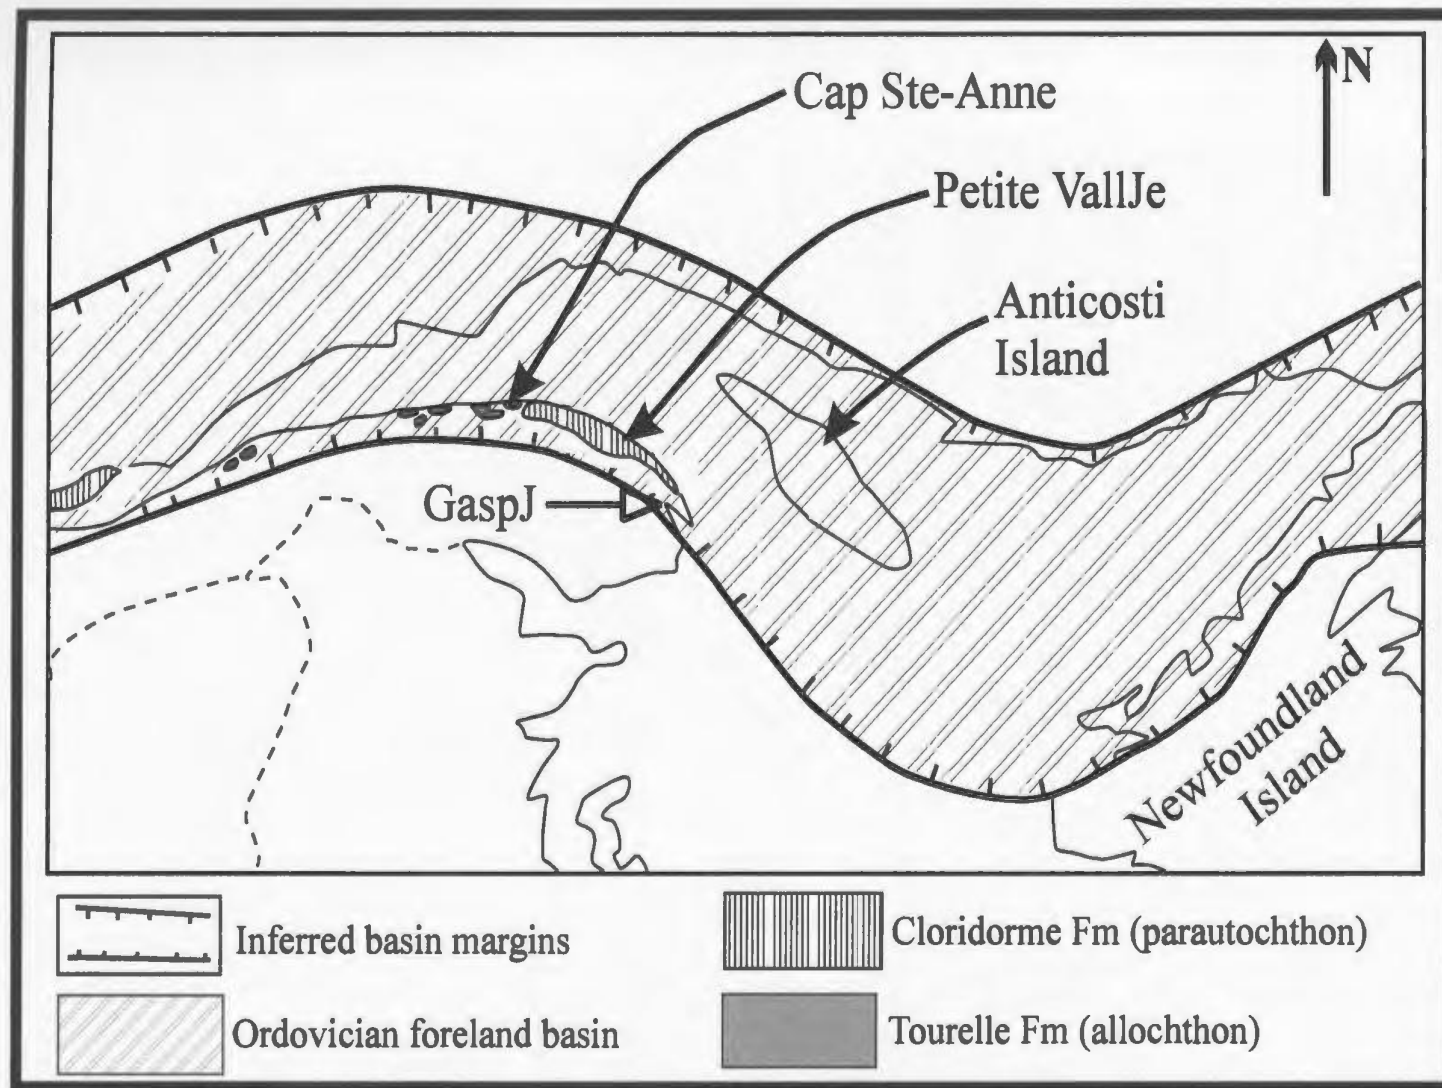 N
Cap Ste-Anne
Petite VallJe
Anticosti
Island
GaspJ
Newfoundland
Island
Inferred basin margins
Cloridorme Fm (parautochthon)
Ordovician foreland basin
Tourelle Fm (allochthon)